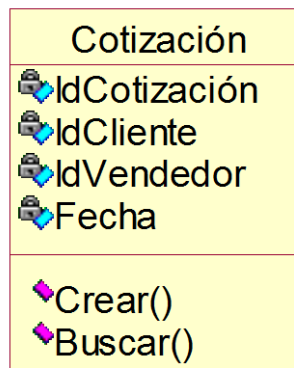 Cotización
IdCotización
IdCliente
IdVendedor
Fecha
Crear()
Buscar()